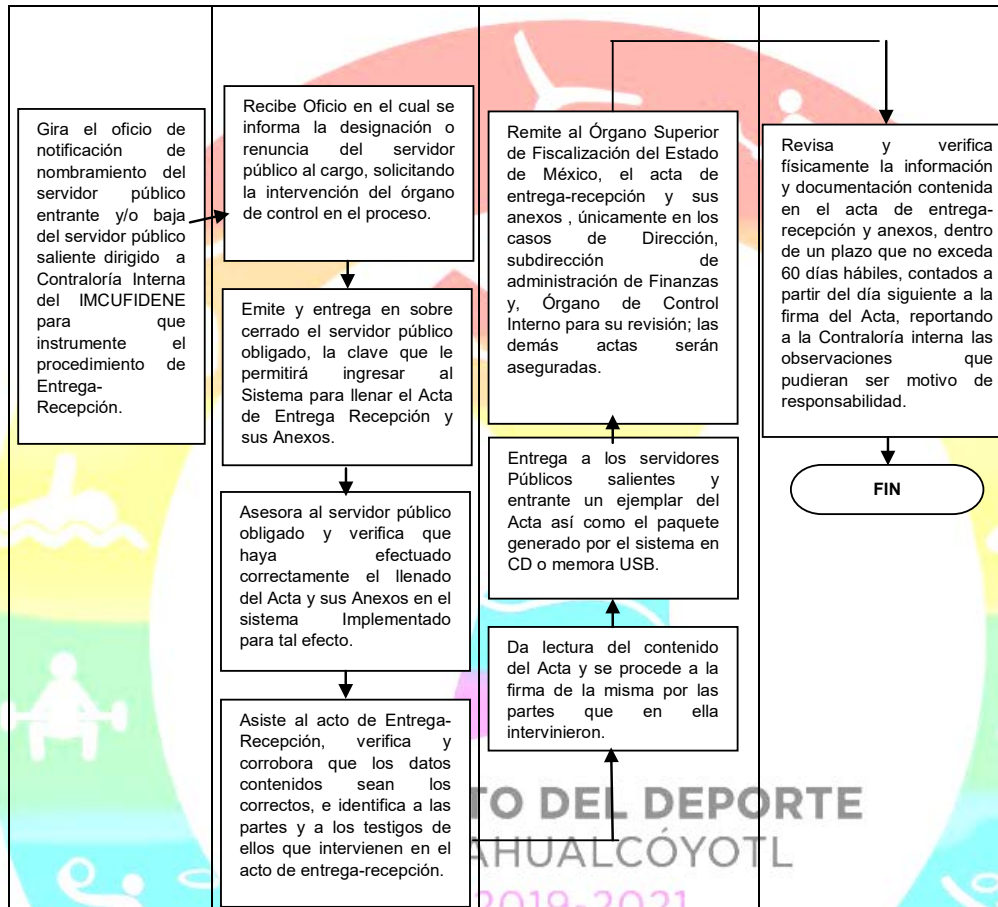 Gira el oficio de
notificación de
nombramiento del
servidor público
entrante y/o baja
del servidor público
saliente dirigido a
Contraloría Interna
del IMCUFIDENE
para que
instrumente el
procedimiento de
Entrega-
Recepción.
Recibe Oficio en el cual se
informa la designación o
renuncia del servidor
público al cargo, solicitando
la intervención del órgano
de control en el proceso.
Emite y entrega en sobre
cerrado el servidor público
obligado, la clave que le
permitirá ingresar al
Sistema para llenar el Acta
de Entrega Recepción y
sus Anexos.
Asesora al servidor público
obligado y verifica que
haya efectuado
correctamente el llenado
del Acta y sus Anexos en el
sistema Implementado
para tal efecto.
Asiste al acto de Entrega-
Recepción, verifica y
corrobora que los datos
contenidos sean los
correctos, e identifica a las
partes y a los testigos de
ellos que intervienen en el
acto de entrega-recepción.
Da lectura del contenido
del Acta y se procede a la
firma de la misma por las
partes que en ella
intervinieron.
Entrega a los servidores
Públicos salientes y
entrante un ejemplar del
Acta así como el paquete
generado por el sistema en
CD o memora USB.
Remite al Órgano Superior
de Fiscalización del Estado
de México, el acta de
entrega-recepción y sus
anexos , únicamente en los
casos de Dirección,
subdirección de
administración de Finanzas
y, Órgano de Control
Interno para su revisión; las
demás actas serán
aseguradas.
Revisa y verifica
físicamente la información
y documentación contenida
en el acta de entrega-
recepción y anexos, dentro
de un plazo que no exceda
60 días hábiles, contados a
partir del día siguiente a la
firma del Acta, reportando
a la Contraloría interna las
observaciones que
pudieran ser motivo de
responsabilidad.
FIN
TO DEL DEPORTE
AHUALCÓYOTL
2019-2021